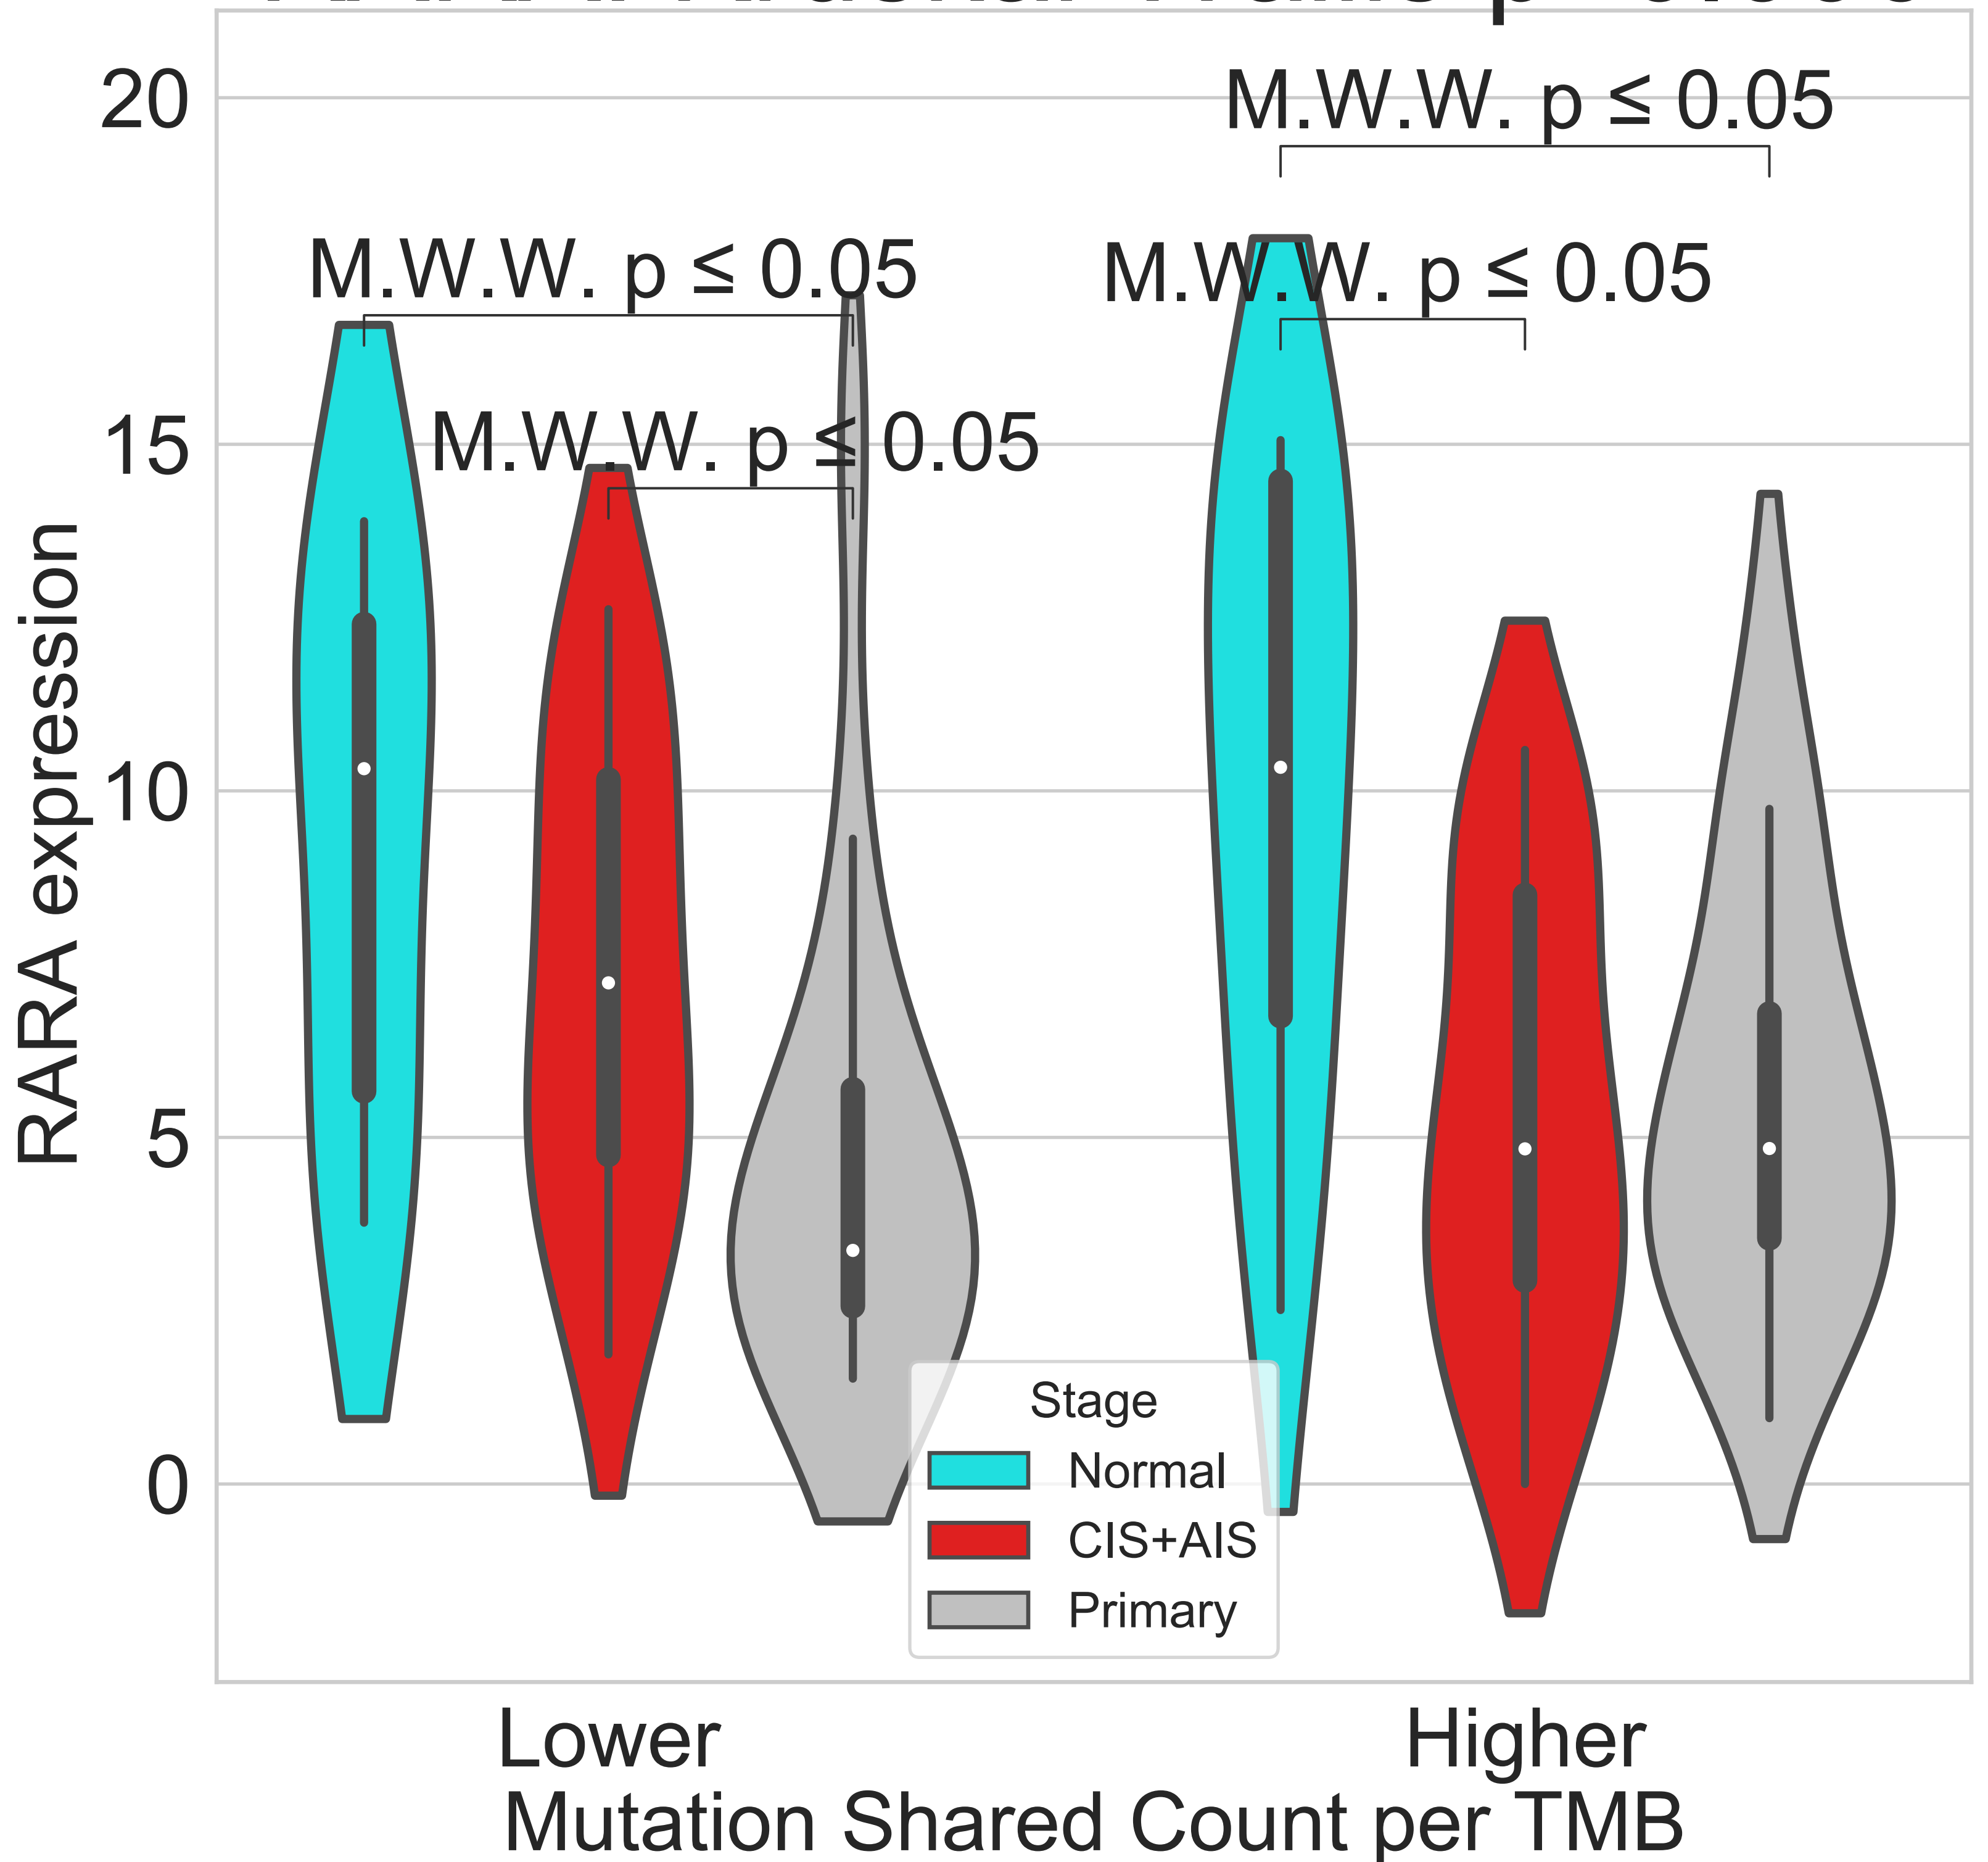 20
M.W.W. p ≤ 0.05
M.W.W. p ≤ 0.05
M.W.W. p ≤ 0.05
15
M.W.W. p ≤ 0.05
10
5
0
RARA expression
Stage
Normal
CIS+AIS
Primary
Lower
Higher
Mutation Shared Count per TMB